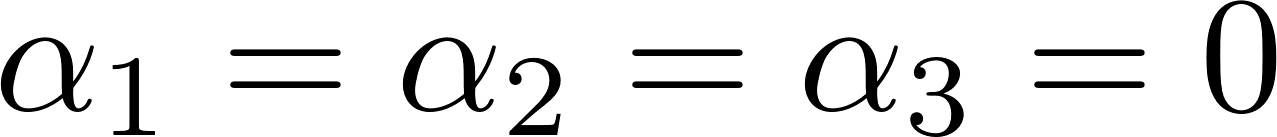 α₁ = α₂ = α₃ = 0